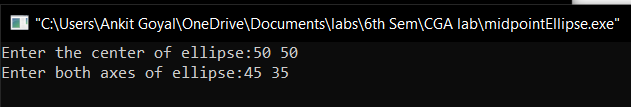 "C:\Users\Ankit Goyal\OneDrive\Documents\labs\6th Sem\CGA lab\midpointEllipse.exe"
Enter the center of ellipse:50 50
Enter both axes of ellipse:45 35